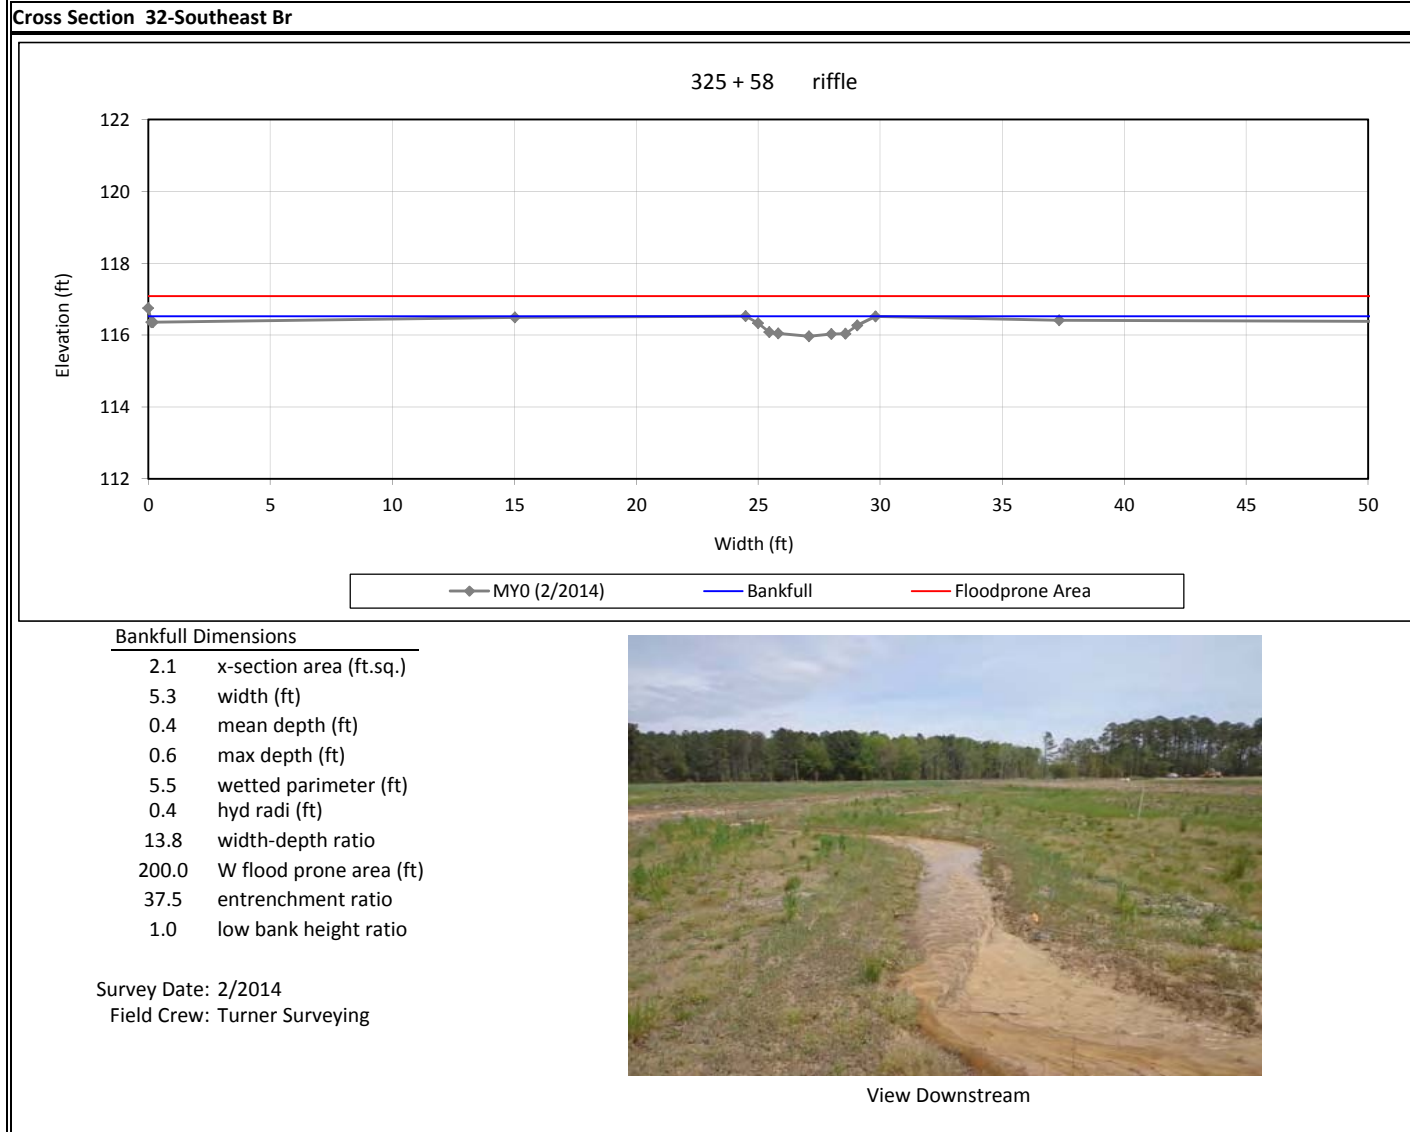 Cross Section 32-Southeast Br
325 + 58 riffle
122
120
118
116
114
112
Elevation (ft)
0 5 10 15 20 25 30 35 40 45 50
Width (ft)
MY0 (2/2014) Bankfull Floodprone Area
Bankfull Dimensions
2.1 x-section area (ft.sq.)
5.3 width (ft)
0.4 mean depth (ft)
0.6 max depth (ft)
5.5 wetted parimeter (ft)
0.4 hyd radi (ft)
13.8 width-depth ratio
200.0 W flood prone area (ft)
37.5 entrenchment ratio
1.0 low bank height ratio
Survey Date: 2/2014
Field Crew: Turner Surveying
View Downstream